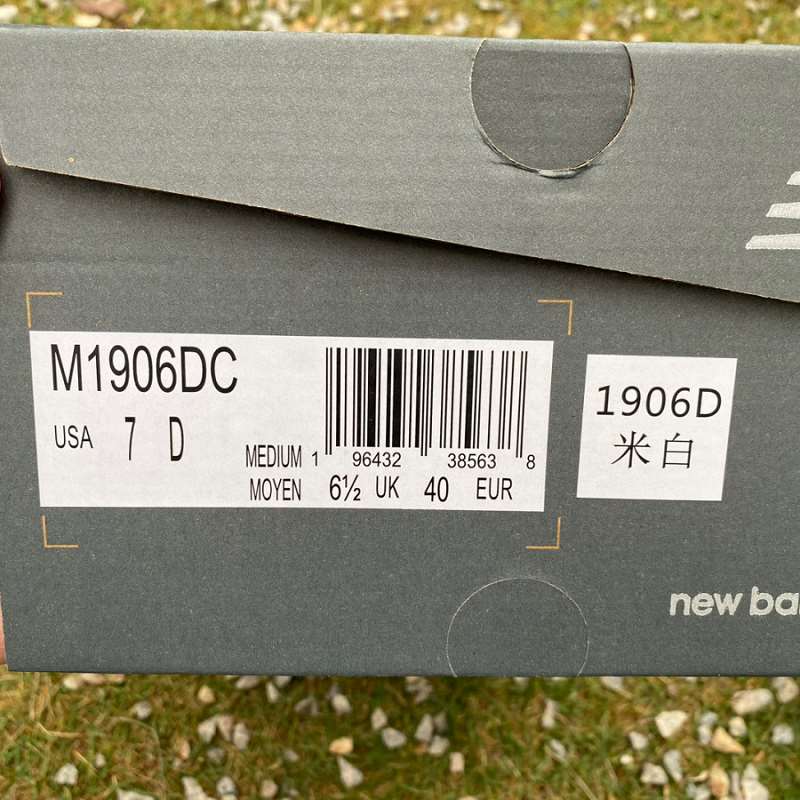 M1906DC
USA 7 D
MEDIUM
MOYEN
1 96432 38563 8
6½ UK 40 EUR
1906D
米白
new ba